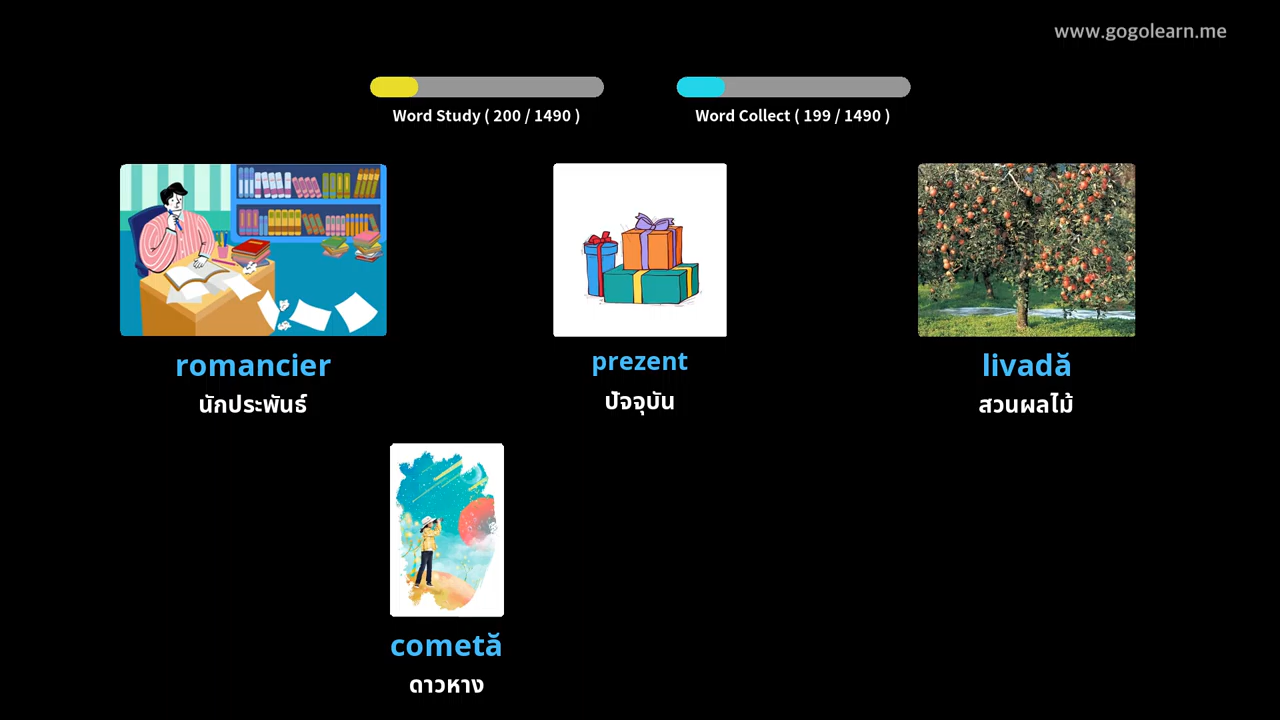 www.gogolearn.me
Word Study ( 200 / 1490 )
Word Collect ( 199 / 1490 )
romancier
นักประพันธ์
prezent
ปัจจุบัน
livadă
สวนผลไม้
cometă
ดาวหาง